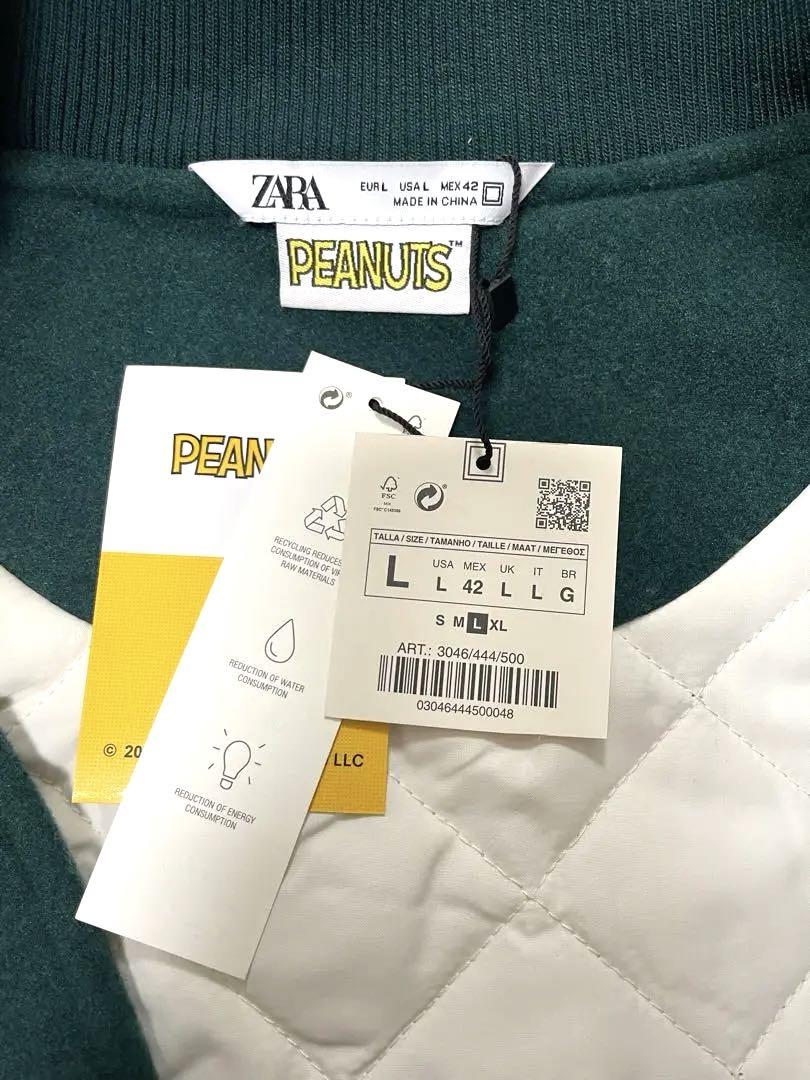 ZARA
EUR L USA L MEX 42
MADE IN CHINA
PEANUTS™
PEAN
© 20
LLC
RECYCLING REDUCES
CONSUMPTION OF
RAW MATERIALS
REDUCTION OF WATER
CONSUMPTION
REDUCTION OF ENERGY
CONSUMPTION
FSC
MIX
TALLA / SIZE / TAMANHO / TAILLE / MAAT / ΜΕΓΕΘΟΣ
L
USA MEX UK IT BR
L 42 L L G
S M L XL
ART.: 3046/444/500
03046444500048